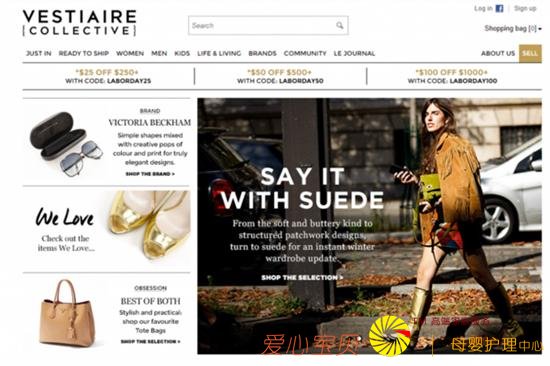 VESTIAIRE
[COLLECTIVE]
Search
Log in
Sign up
Shopping bag [0]
JUST IN READY TO SHIP WOMEN MEN KIDS LIFE & LIVING BRANDS COMMUNITY LE JOURNAL ABOUT US SELL
*$25 OFF $250+
WITH CODE: LABORDAY25
*$50 OFF $500+
WITH CODE: LABORDAY50
*$100 OFF $1000+
WITH CODE: LABORDAY100
BRAND
VICTORIA BECKHAM
Simple shapes mixed
with creative pops of
colour and print for truly
elegant designs.
SHOP THE BRAND >
We Love
Check out the
items We Love...
OBSESSION
BEST OF BOTH
Stylish and practical:
shop our favourite
Tote Bags
SHOP THE SELECTION >
SAY IT
WITH SUEDE
From the soft and buttery kind to
structured patchwork designs,
turn to suede for an instant winter
wardrobe update.
SHOP THE SELECTION >
母婴护理中心